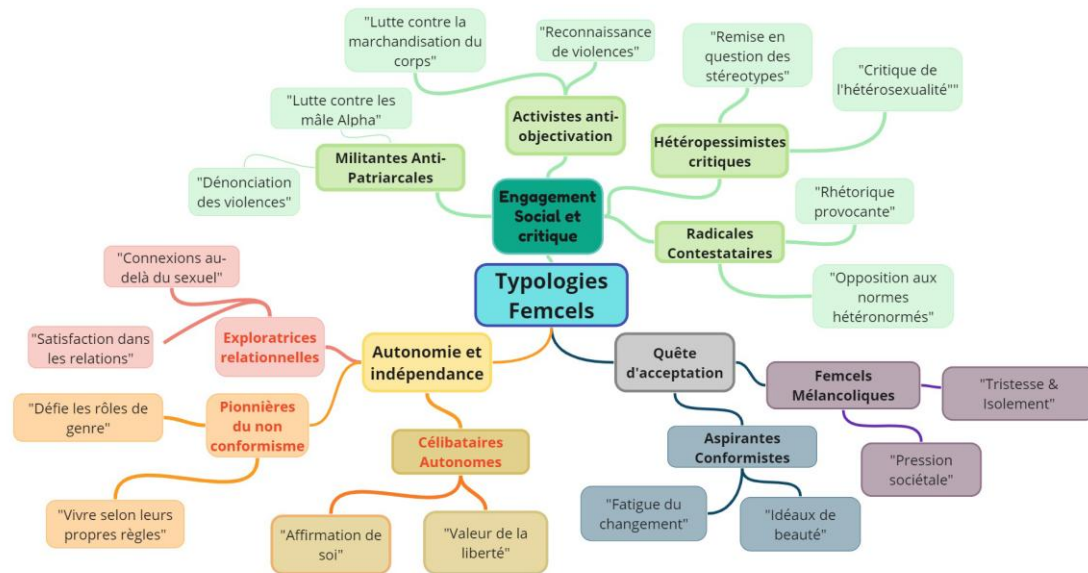 "Lutte contre la
marchandisation du
corps"
"Reconnaissance
de violences"
"Remise en
question des
stéréotypes"
"Critique de
l'hétérosexualité""
"Lutte contre les
mâle Alpha"
Activistes anti-
objectivation
Hétéropessimistes
critiques
Militantes Anti-
Patriarcales
"Dénonciation
des violences"
Engagement
Social et
critique
"Rhétorique
provocante"
Radicales
Contestataires
"Opposition aux
normes
hétéronormés"
Typologies
Femcels
"Connexions au-
delà du sexuel"
"Satisfaction dans
les relations"
Exploratrices
relationnelles
Autonomie et
indépendance
Quête
d'acceptation
Femcels
Mélancoliques
"Tristesse &
Isolement"
"Défie les rôles de
genre"
Pionnières
du non
conformisme
Célibataires
Autonomes
Aspirantes
Conformistes
"Pression
sociétale"
"Vivre selon leurs
propres règles"
"Affirmation de
soi"
"Valeur de la
liberté"
"Fatigue du
changement"
"Idéaux de
beauté"